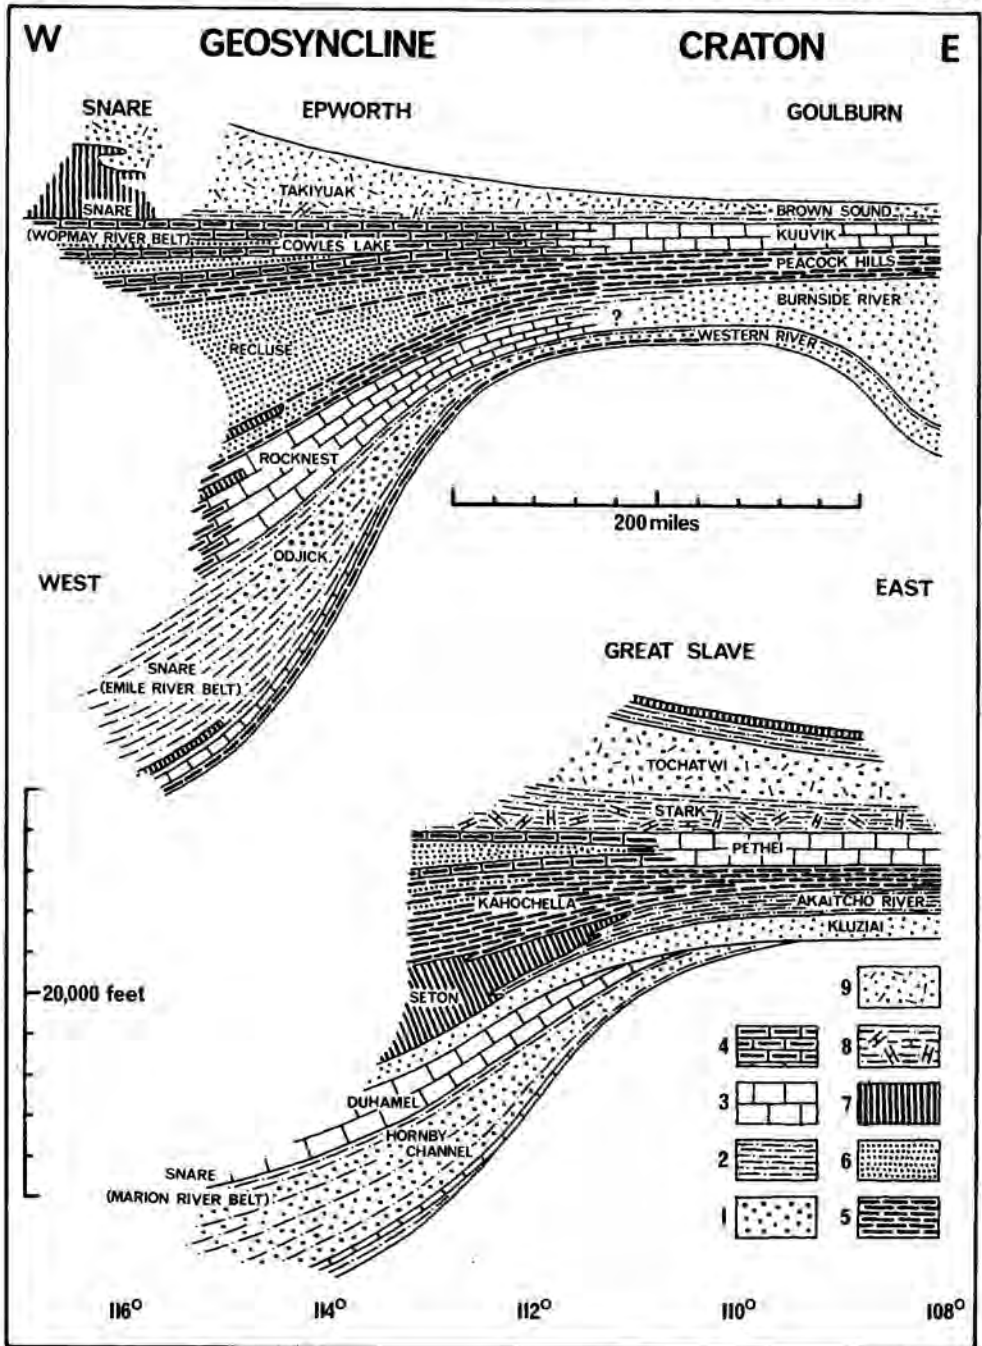 W GEOSYNCLINE CRATON E
SNARE EPWORTH GOULBURN
TAKIYUAK
SNARE
BROWN SOUND
(WOPMAY RIVER BELT)
COWLES LAKE
KUUVIK
PEACOCK HILLS
BURNSIDE RIVER
?
WESTERN RIVER
RECLUSE
ROCKNEST
200 miles
ODJICK
WEST EAST
GREAT SLAVE
SNARE
(EMILE RIVER BELT)
TOCHATWI
STARK
PETHEI
KAHOCHELLA
AKAITCHO RIVER
KLUZIAI
SETON
20,000 feet
DUHAMEL
HORNBY
CHANNEL
SNARE
(MARION RIVER BELT)
9
4 8
3 7
2 6
1 5
116° 114° 112° 110° 108°